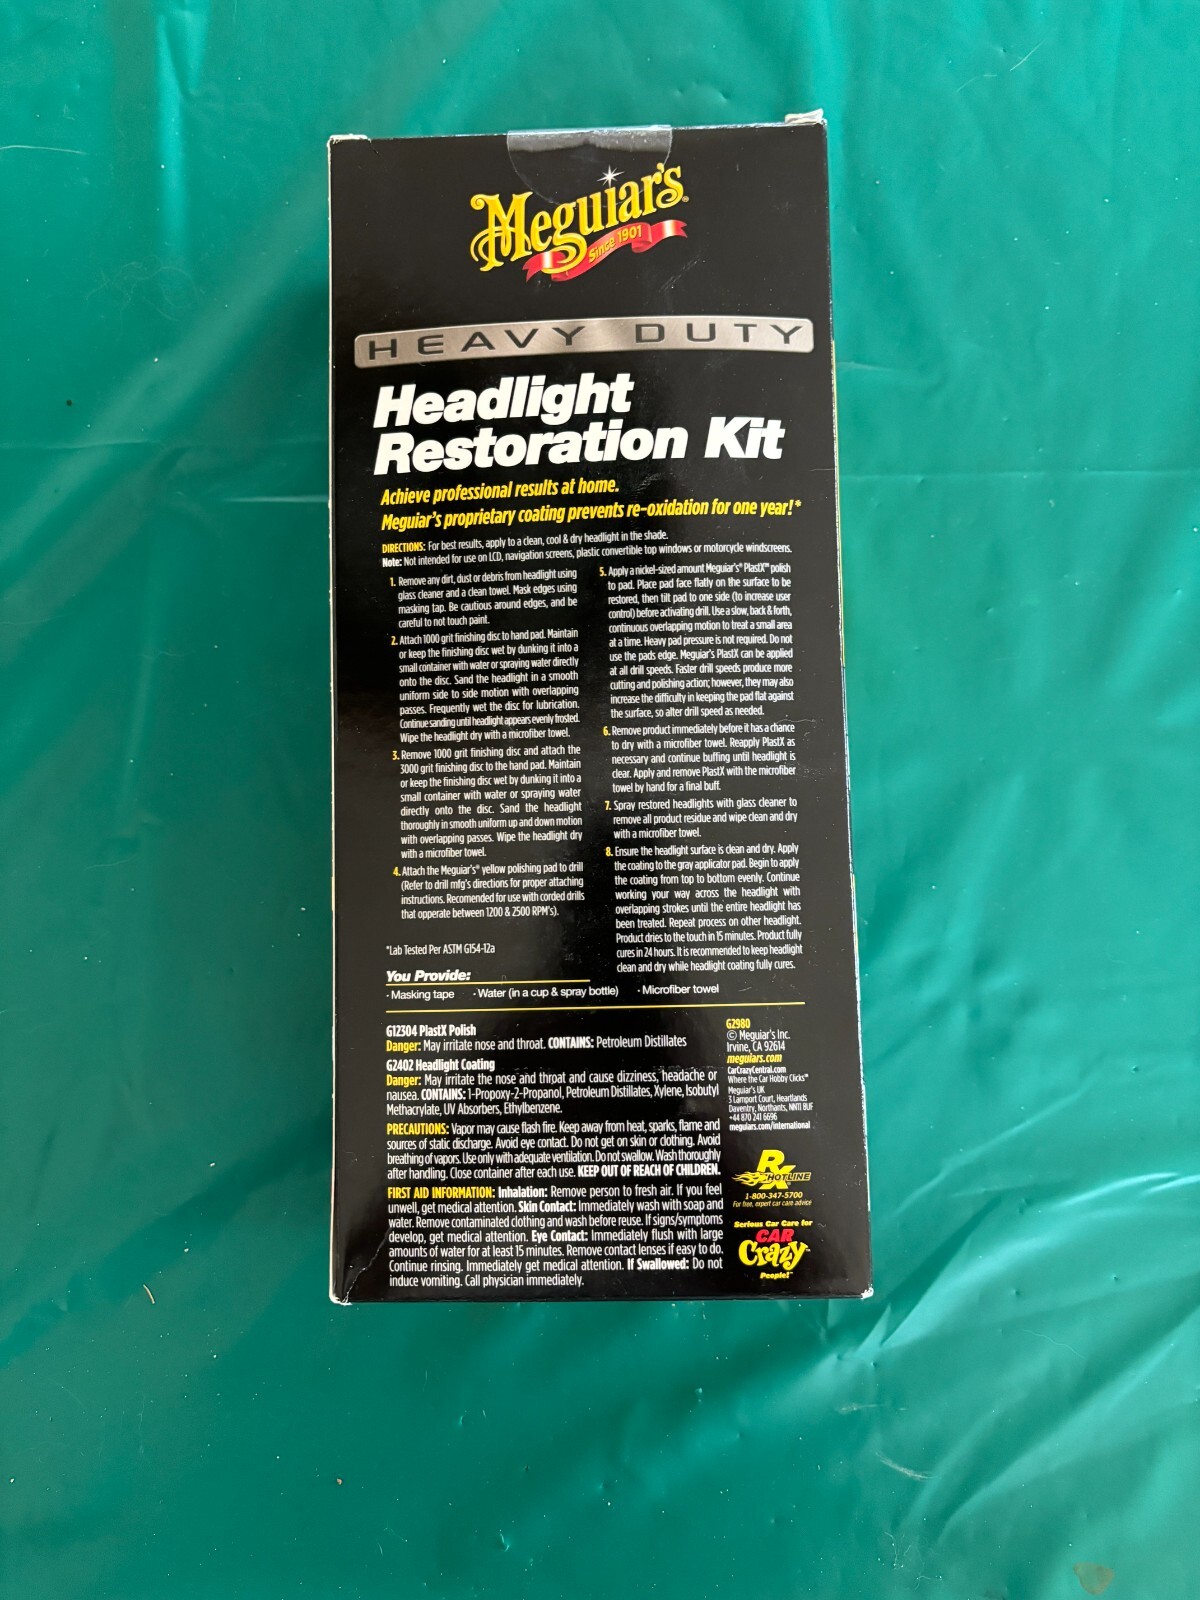 Meguiar's
Since 1901
HEAVY DUTY
Headlight
Restoration Kit
Achieve professional results at home.
Meguiar's proprietary coating prevents re-oxidation for one year!*
DIRECTIONS: For best results, apply to a clean, cool & dry headlight in the shade.
Note: Not intended for use on LCD, navigation screens, plastic convertible top windows or motorcycle windscreens.
1. Remove any dirt, dust or debris from headlight using
glass cleaner and a clean towel. Mask edges using
masking tap. Be cautious around edges, and be
careful to not touch paint.
2. Attach 1000 grit finishing disc to hand pad. Maintain
or keep the finishing disc wet by dunking it into a
small container with water or spraying water directly
onto the disc. Sand the headlight in a smooth
uniform side to side motion with overlapping
passes. Frequently wet the disc for lubrication.
Continue sanding until headlight appears evenly frosted.
Wipe the headlight dry with a microfiber towel.
3. Remove 1000 grit finishing disc and attach the
3000 grit finishing disc to the hand pad. Maintain
or keep the finishing disc wet by dunking it into a
small container with water or spraying water
directly onto the disc. Sand the headlight
thoroughly in smooth uniform up and down motion
with overlapping passes. Wipe the headlight dry
with a microfiber towel.
4. Attach the Meguiar's® yellow polishing pad to drill
(Refer to drill mfg's directions for proper attaching
instructions. Recomended for use with corded drills
that opperate between 1200 & 2500 RPM's).
5. Apply a nickel-sized amount Meguiar's® PlastX™ polish
to pad. Place pad face flatly on the surface to be
restored, then tilt pad to one side (to increase user
control) before activating drill. Use a slow, back & forth,
continuous overlapping motion to treat a small area
at a time. Heavy pad pressure is not required. Do not
use the pads edge. Meguiar's PlastX can be applied
at all drill speeds. Faster drill speeds produce more
cutting and polishing action; however, they may also
increase the difficulty in keeping the pad flat against
the surface, so alter drill speed as needed.
6. Remove product immediately before it has a chance
to dry with a microfiber towel. Reapply PlastX as
necessary and continue buffing until headlight is
clear. Apply and remove PlastX with the microfiber
towel by hand for a final buff.
7. Spray restored headlights with glass cleaner to
remove all product residue and wipe clean and dry
with a microfiber towel.
8. Ensure the headlight surface is clean and dry. Apply
the coating to the gray applicator pad. Begin to apply
the coating from top to bottom evenly. Continue
working your way across the headlight with
overlapping strokes until the entire headlight has
been treated. Repeat process on other headlight.
Product dries to the touch in 15 minutes. Product fully
cures in 24 hours. It is recommended to keep headlight
clean and dry while headlight coating fully cures.
*Lab Tested Per ASTM G154-12a
You Provide:
· Masking tape · Water (in a cup & spray bottle) · Microfiber towel
G12304 PlastX Polish
Danger: May irritate nose and throat. CONTAINS: Petroleum Distillates
G2402 Headlight Coating
Danger: May irritate the nose and throat and cause dizziness, headache or
nausea. CONTAINS: 1-Propoxy-2-Propanol, Petroleum Distillates, Xylene, Isobutyl
Methacrylate, UV Absorbers, Ethylbenzene.
PRECAUTIONS: Vapor may cause flash fire. Keep away from heat, sparks, flame and
sources of static discharge. Avoid eye contact. Do not get on skin or clothing. Avoid
breathing of vapors. Use only with adequate ventilation. Do not swallow. Wash thoroughly
after handling. Close container after each use. KEEP OUT OF REACH OF CHILDREN.
FIRST AID INFORMATION: Inhalation: Remove person to fresh air. If you feel
unwell, get medical attention. Skin Contact: Immediately wash with soap and
water. Remove contaminated clothing and wash before reuse. If signs/symptoms
develop, get medical attention. Eye Contact: Immediately flush with large
amounts of water for at least 15 minutes. Remove contact lenses if easy to do.
Continue rinsing. Immediately get medical attention. If Swallowed: Do not
induce vomiting. Call physician immediately.
G2980
© Meguiar's Inc.
Irvine, CA 92614
meguiars.com
CarCrazyCentral.com
Where the Car Hobby Clicks™
Meguiar's UK
3 Lamport Court, Heartlands
Daventry, Northants, NN11 8UF
+44 870 241 6696
meguiars.com/international
Rx HOTLINE
1-800-347-5700
For free, expert car care advice
Serious Car Care for
CAR
Crazy
People!™